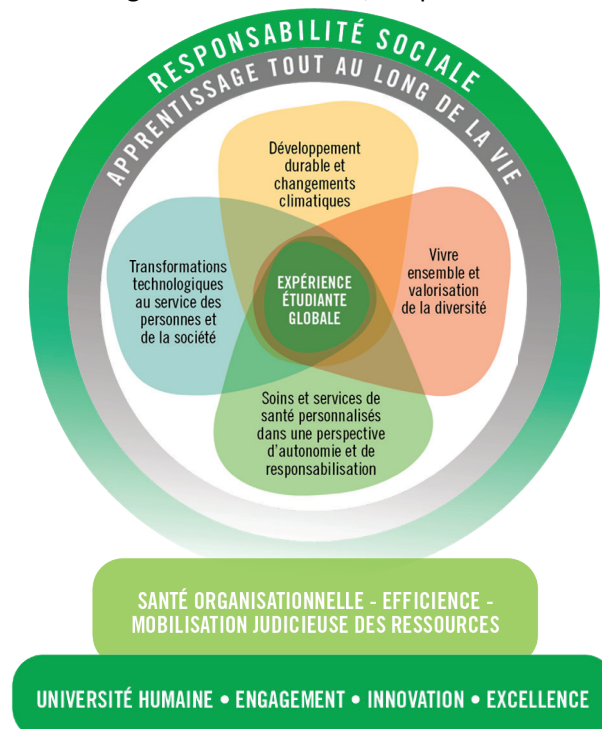 RESPONSABILITÉ SOCIALE
APPRENTISSAGE TOUT AU LONG DE LA VIE
Développement
durable et
changements
climatiques
Transformations
technologiques
au service des
personnes et
de la société
EXPÉRIENCE
ÉTUDIANTE
GLOBALE
Vivre
ensemble et
valorisation
de la diversité
Soins et services de
santé personnalisés
dans une perspective
d'autonomie et de
responsabilisation
SANTÉ ORGANISATIONNELLE - EFFICIENCE -
MOBILISATION JUDICIEUSE DES RESSOURCES
UNIVERSITÉ HUMAINE • ENGAGEMENT • INNOVATION • EXCELLENCE